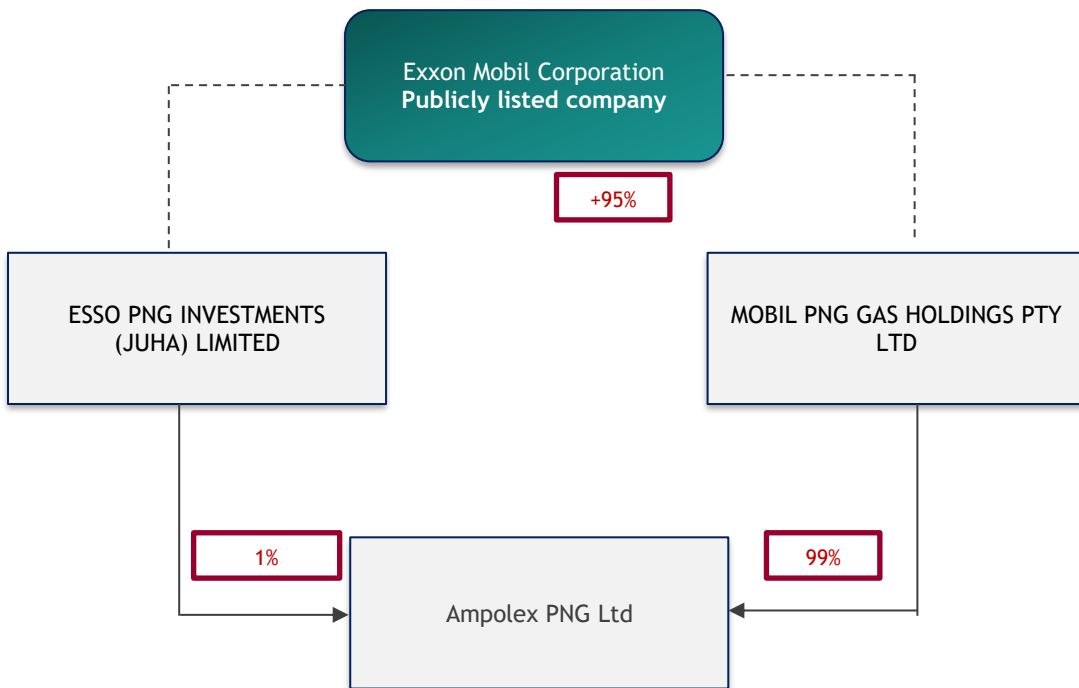 Exxon Mobil Corporation
Publicly listed company
+95%
ESSO PNG INVESTMENTS
(JUHA) LIMITED
MOBIL PNG GAS HOLDINGS PTY
LTD
1%
99%
Ampolex PNG Ltd